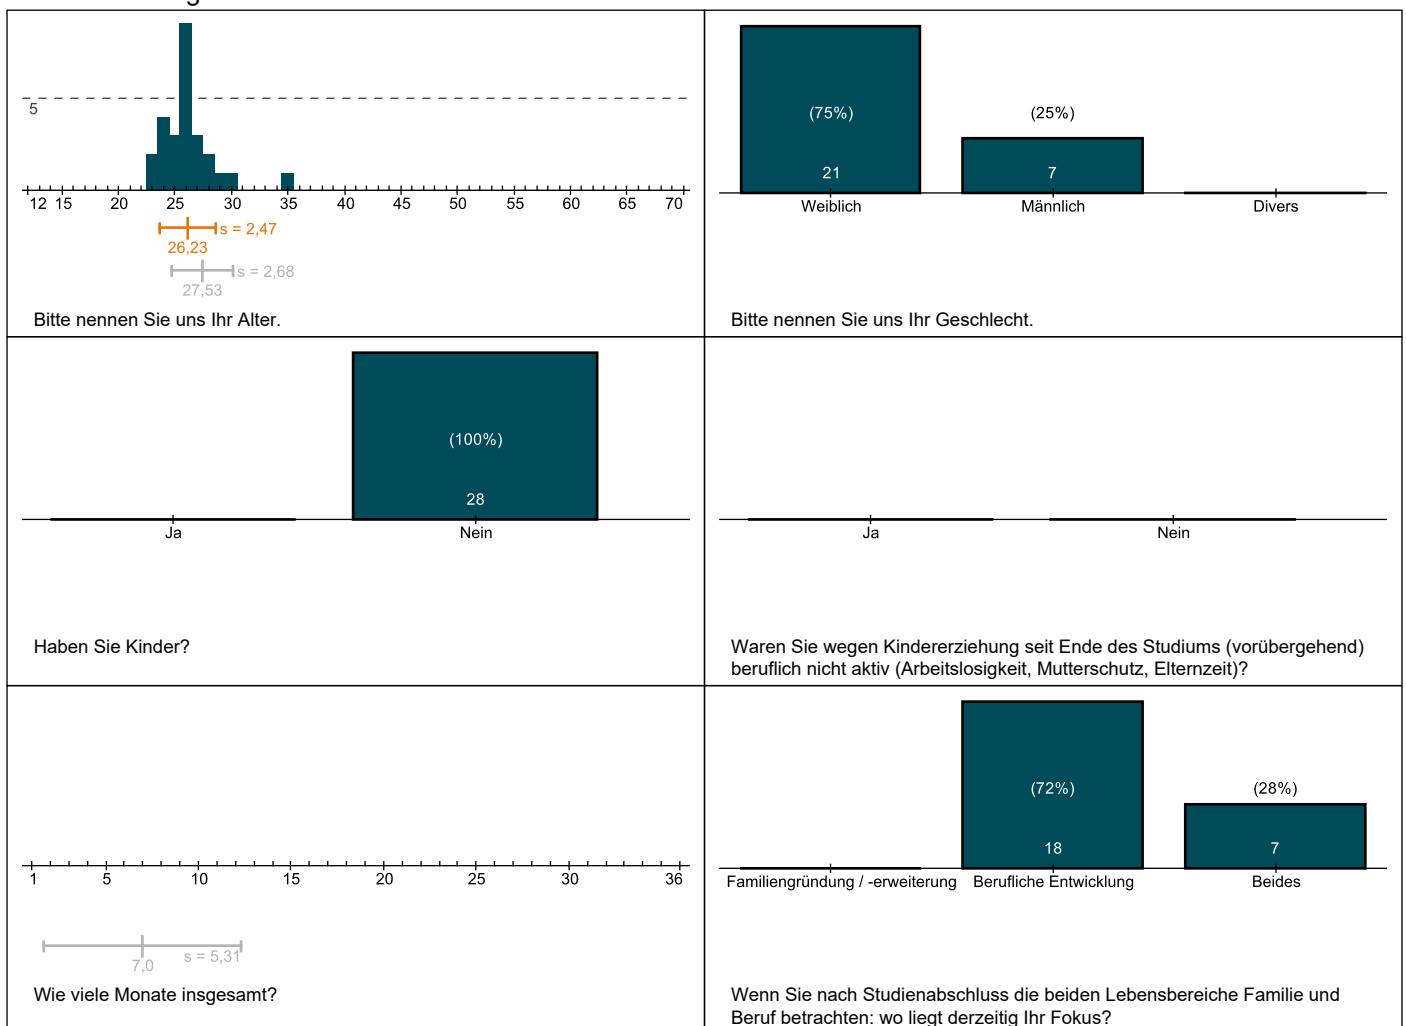 5
12 15 20 25 30 35 40 45 50 55 60 65 70
s = 2,47
26,23
s = 2,68
27,53
Bitte nennen Sie uns Ihr Alter.
(75%) (25%)
21 7
Weiblich Männlich Divers
Bitte nennen Sie uns Ihr Geschlecht.
(100%)
28
Ja Nein
Haben Sie Kinder?
Ja Nein
Waren Sie wegen Kindererziehung seit Ende des Studiums (vorübergehend)
beruflich nicht aktiv (Arbeitslosigkeit, Mutterschutz, Elternzeit)?
1 5 10 15 20 25 30 36
s = 5,31
7,0
Wie viele Monate insgesamt?
(72%) (28%)
18 7
Familiengründung / -erweiterung Berufliche Entwicklung Beides
Wenn Sie nach Studienabschluss die beiden Lebensbereiche Familie und
Beruf betrachten: wo liegt derzeitig Ihr Fokus?